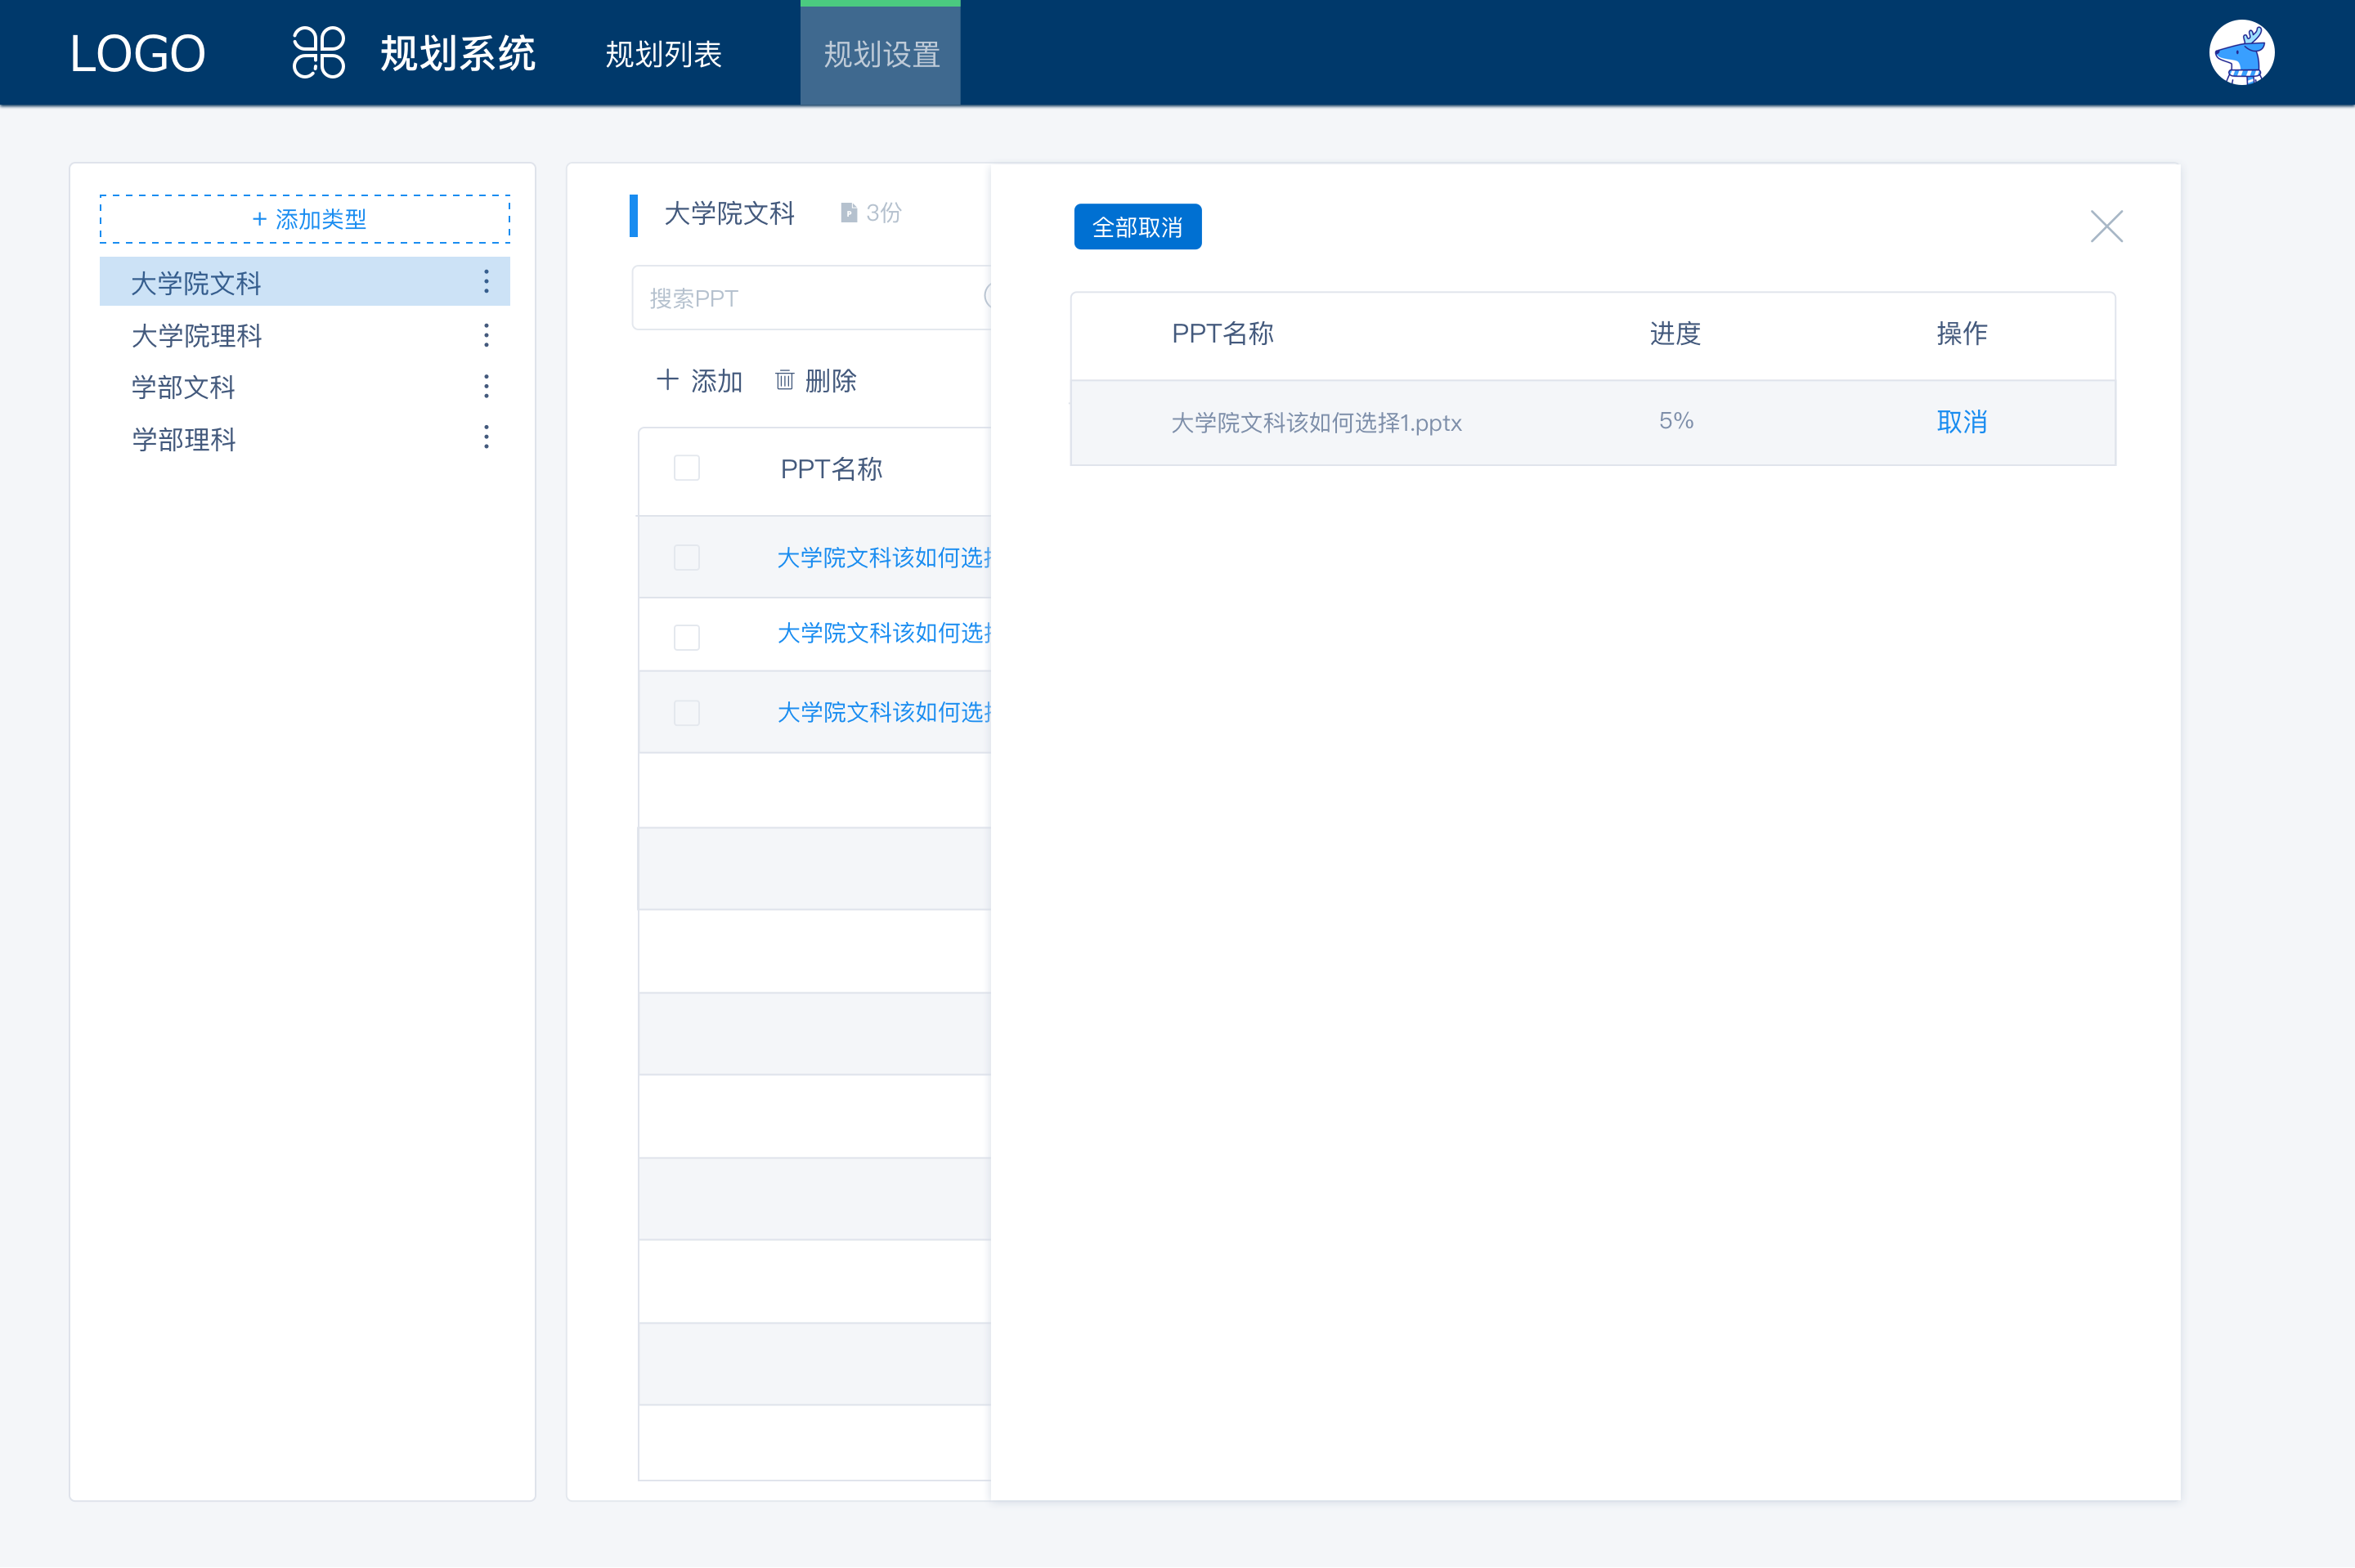 LOGO 规划系统 规划列表 规划设置
+ 添加类型
大学院文科
大学院理科
学部文科
学部理科
大学院文科 3份
搜索PPT
添加 删除
PPT名称
大学院文科该如何选
大学院文科该如何选
大学院文科该如何选
全部取消
PPT名称 进度 操作
大学院文科该如何选择1.pptx 5% 取消